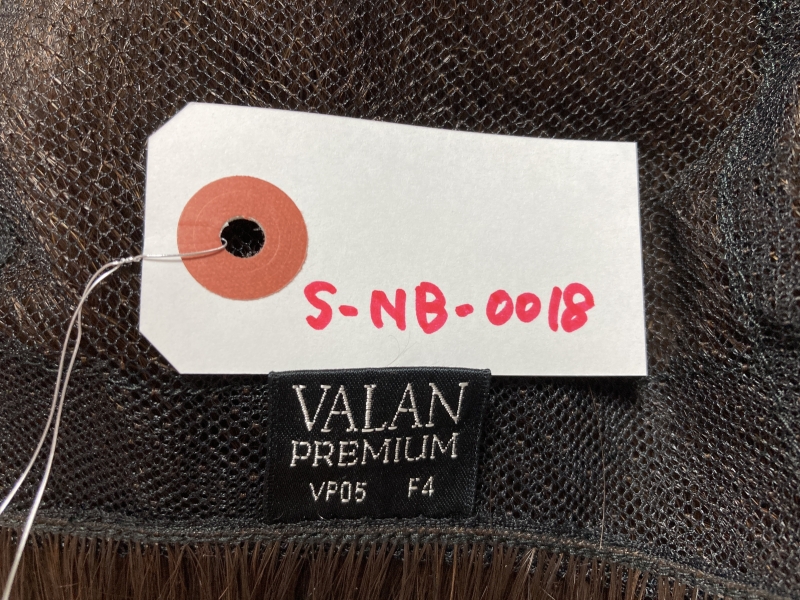 S-NB-0018
VALAN
PREMIUM
VP05 F4